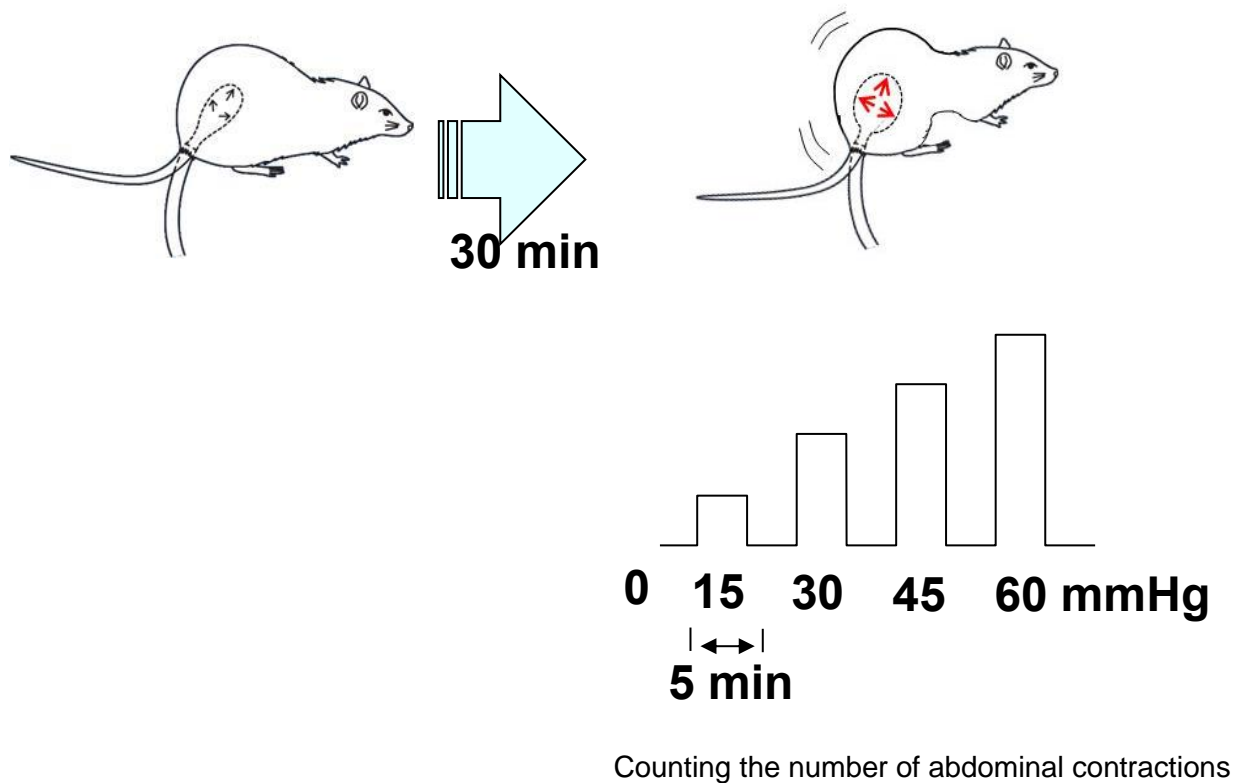 30 min
0 15 30 45 60 mmHg
5 min
Counting the number of abdominal contractions